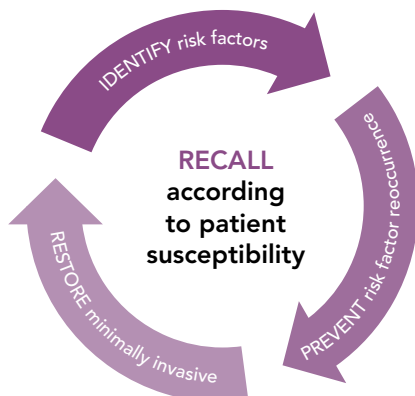 IDENTIFY risk factors
PREVENT risk factor reoccurrence
RESTORE minimally invasive
RECALL
according
to patient
susceptibility